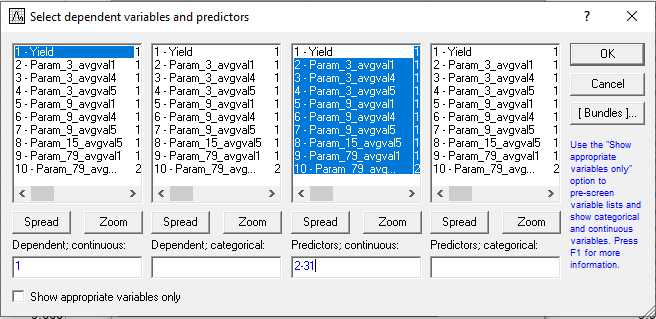 Select dependent variables and predictors
? ×
1 - Yield 1
2 - Param_3_avgval1 1
3 - Param_3_avgval4 1
4 - Param_3_avgval5 1
5 - Param_9_avgval1 1
6 - Param_9_avgval4 1
7 - Param_9_avgval5 1
8 - Param_15_avgval5 1
9 - Param_79_avgval1 1
10 - Param_79_avg... 2
1 - Yield 1
2 - Param_3_avgval1 1
3 - Param_3_avgval4 1
4 - Param_3_avgval5 1
5 - Param_9_avgval1 1
6 - Param_9_avgval4 1
7 - Param_9_avgval5 1
8 - Param_15_avgval5 1
9 - Param_79_avgval1 1
10 - Param_79_avg... 2
1 - Yield 1
2 - Param_3_avgval1 1
3 - Param_3_avgval4 1
4 - Param_3_avgval5 1
5 - Param_9_avgval1 1
6 - Param_9_avgval4 1
7 - Param_9_avgval5 1
8 - Param_15_avgval5 1
9 - Param_79_avgval1 1
10 - Param_79_avg... 2
1 - Yield 1
2 - Param_3_avgval1 1
3 - Param_3_avgval4 1
4 - Param_3_avgval5 1
5 - Param_9_avgval1 1
6 - Param_9_avgval4 1
7 - Param_9_avgval5 1
8 - Param_15_avgval5 1
9 - Param_79_avgval1 1
10 - Param_79_avg... 2
Spread Zoom Spread Zoom Spread Zoom Spread Zoom
Dependent; continuous: Dependent; categorical: Predictors; continuous: Predictors; categorical:
1 2-31
Show appropriate variables only
OK
Cancel
[ Bundles ]...
Use the "Show
appropriate
variables only"
option to
pre-screen
variable lists and
show categorical
and continuous
variables. Press
F1 for more
information.